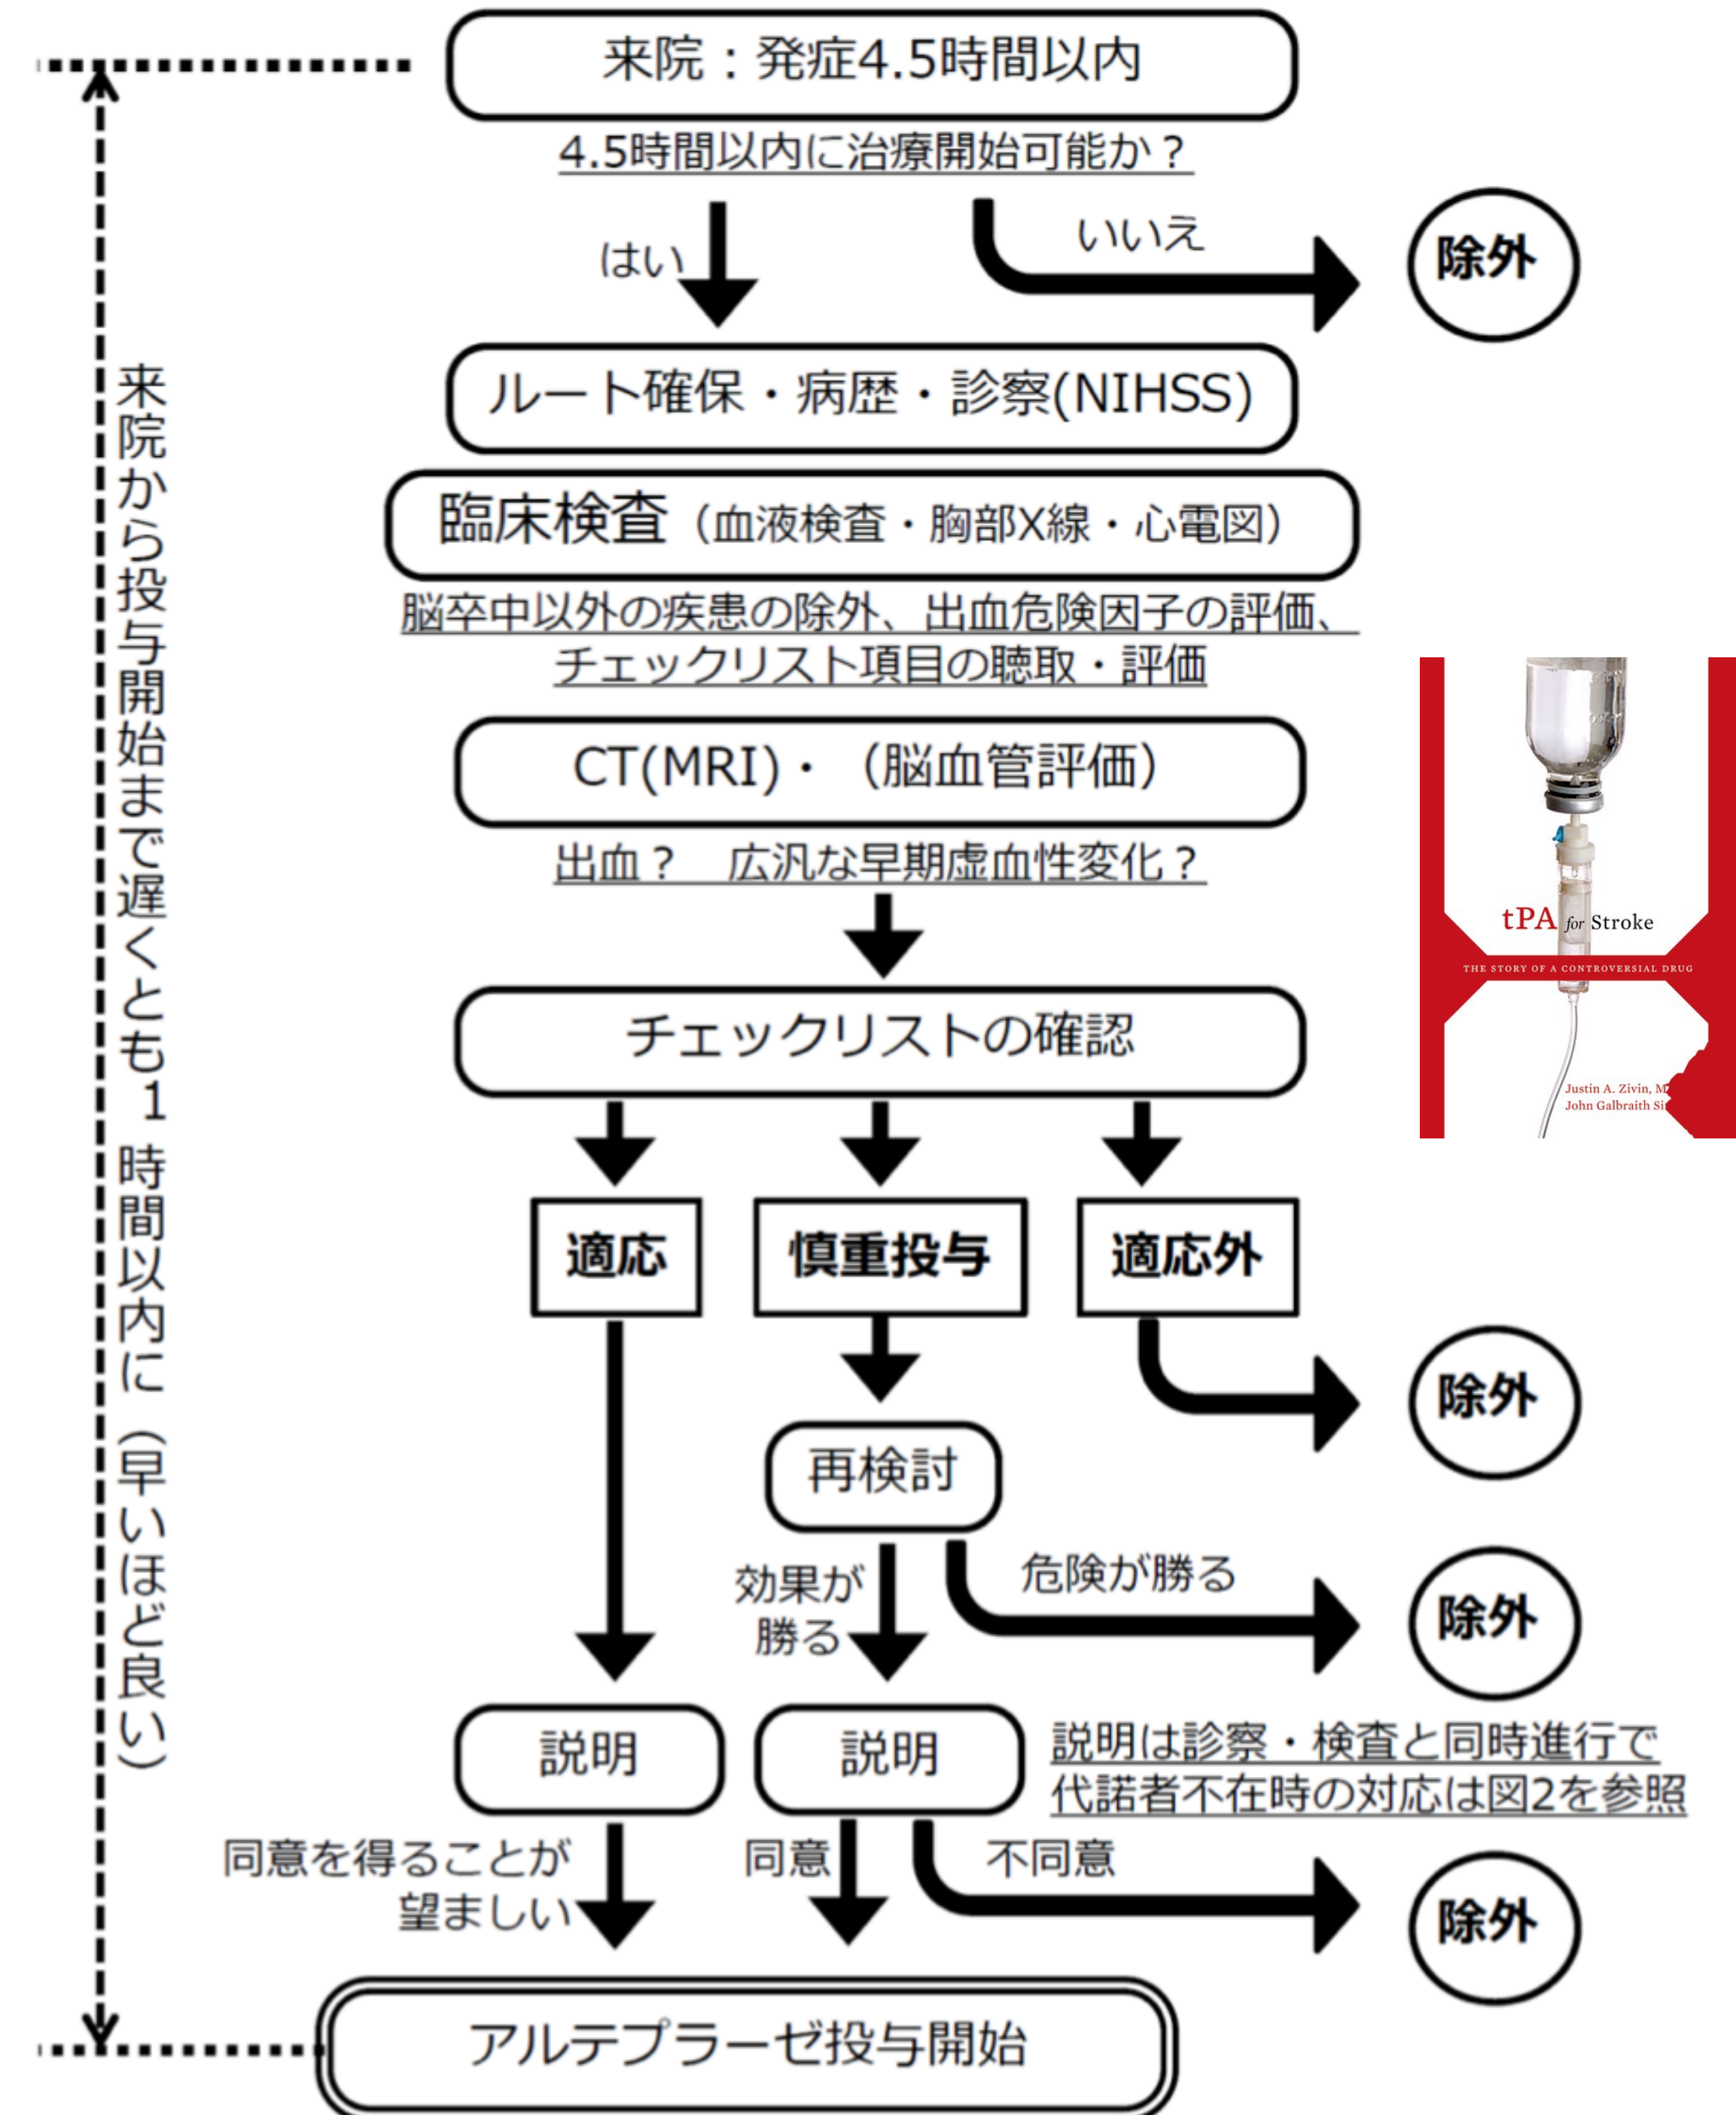 来院：発症4.5時間以内
4.5時間以内に治療開始可能か？
はい
いいえ
除外
ルート確保・病歴・診察(NIHSS)
臨床検査（血液検査・胸部X線・心電図）
脳卒中以外の疾患の除外、出血危険因子の評価、
チェックリスト項目の聴取・評価
CT(MRI)・（脳血管評価）
出血？　広汎な早期虚血性変化？
チェックリストの確認
適応
慎重投与
適応外
除外
再検討
効果が
勝る
危険が勝る
除外
説明
説明
説明は診察・検査と同時進行で
代諾者不在時の対応は図2を参照
同意を得ることが
望ましい
同意
不同意
除外
アルテプラーゼ投与開始
来院から投与開始まで遅くとも1時間以内に（早いほど良い）
tPA for Stroke
THE STORY OF A CONTROVERSIAL DRUG
Justin A. Zivin,
John Galbraith